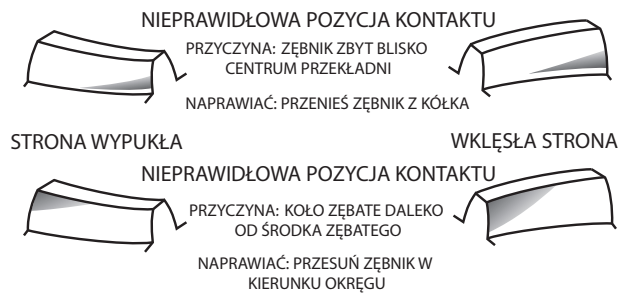 NIEPRAWIDŁOWA POZYCJA KONTAKTU
PRZYCZYNA: ZĘBNIK ZBYT BLISKO
CENTRUM PRZEKŁADNI
NAPRAWIAĆ: PRZENIEŚ ZĘBNIK Z KÓŁKA
STRONA WYPUKŁA
WKLĘSŁA STRONA
NIEPRAWIDŁOWA POZYCJA KONTAKTU
PRZYCZYNA: KOŁO ZĘBATE DALEKO
OD ŚRODKA ZĘBATEGO
NAPRAWIAĆ: PRZESUŃ ZĘBNIK W
KIERUNKU OKRĘGU